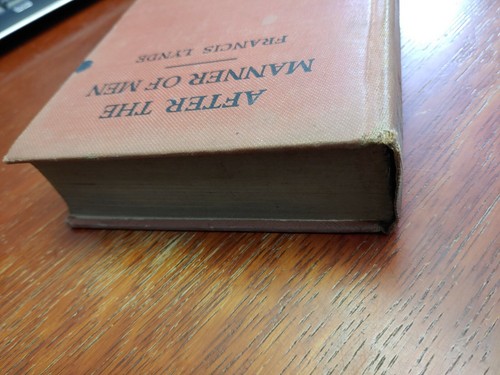 AFTER THE
MANNER OF MEN
FRANCIS LYNDE